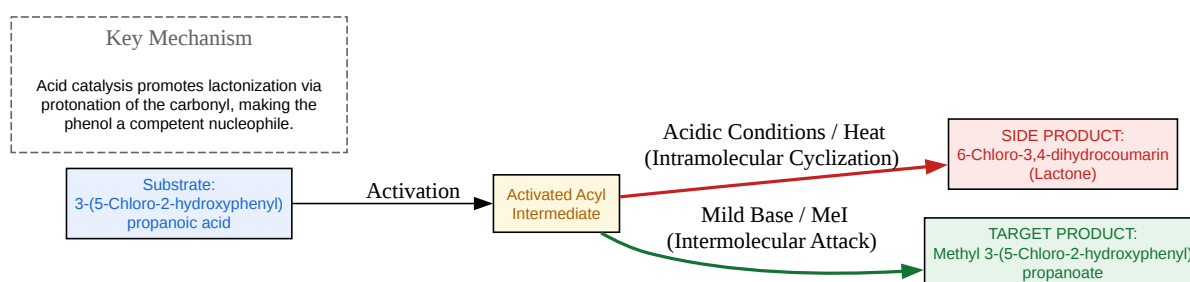 Key Mechanism
Acid catalysis promotes lactonization via
protonation of the carbonyl, making the
phenol a competent nucleophile.
Substrate:
3-(5-Chloro-2-hydroxyphenyl)
propanoic acid
Activation
Activated Acyl
Intermediate
Acidic Conditions / Heat
(Intramolecular Cyclization)
SIDE PRODUCT:
6-Chloro-3,4-dihydrocoumarin
(Lactone)
Mild Base / MeI
(Intermolecular Attack)
TARGET PRODUCT:
Methyl 3-(5-Chloro-2-hydroxyphenyl)
propanoate